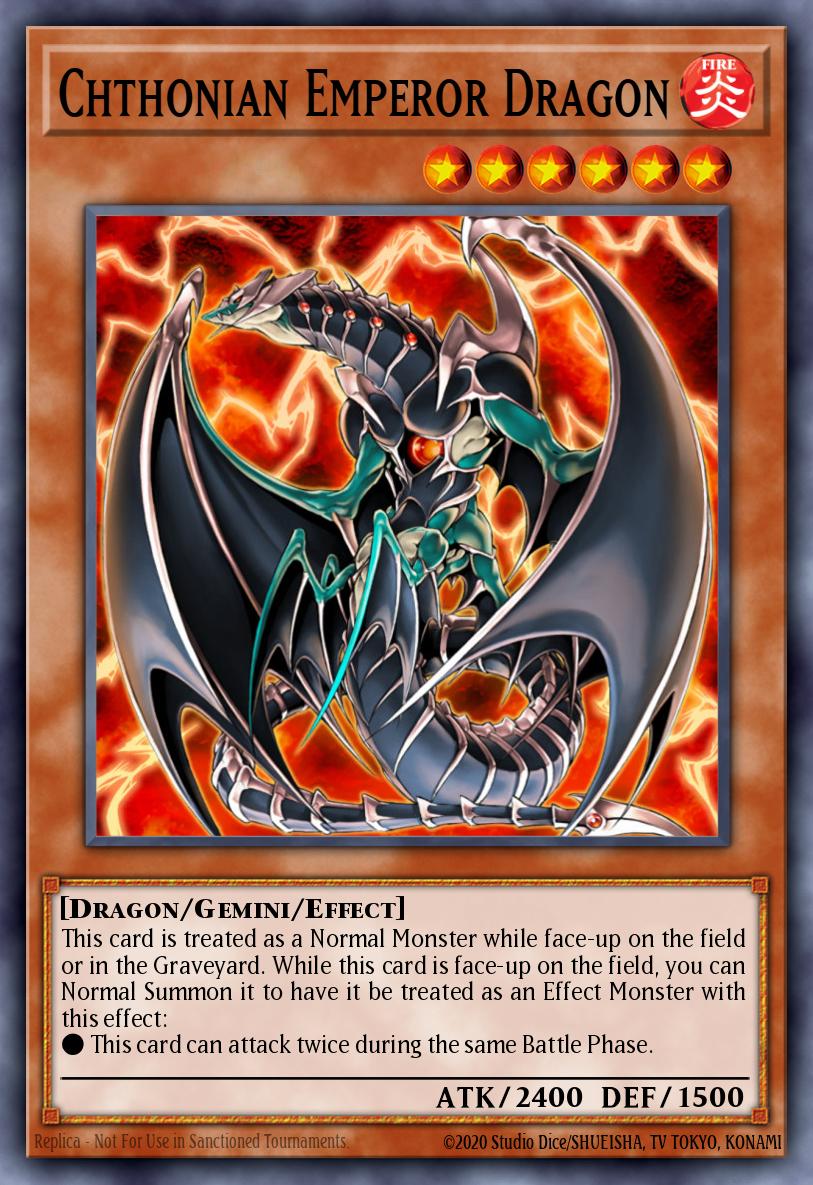 CHTHONIAN EMPEROR DRAGON
FIRE
炎
[DRAGON/GEMINI/EFFECT]
This card is treated as a Normal Monster while face-up on the field
or in the Graveyard. While this card is face-up on the field, you can
Normal Summon it to have it be treated as an Effect Monster with
this effect:
● This card can attack twice during the same Battle Phase.
ATK/2400 DEF/1500
Replica - Not For Use in Sanctioned Tournaments.
©2020 Studio Dice/SHUEISHA, TV TOKYO, KONAMI